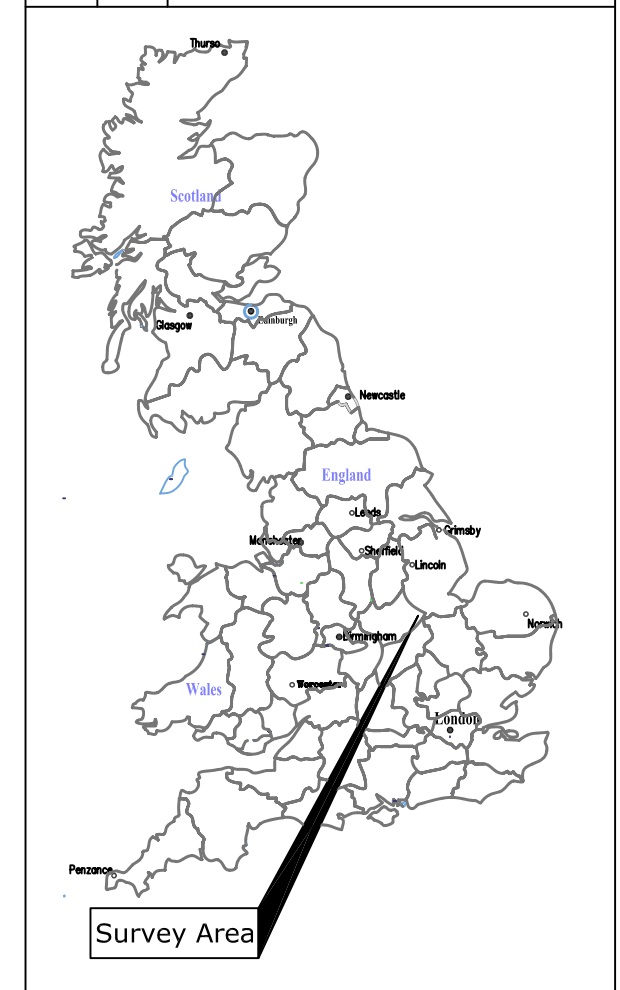 Thurso
Scotland
Edinburgh
Glasgow
Newcastle
England
Leeds
Grimsby
Manchester
Sheffield
Lincoln
Norwich
Birmingham
Worcester
Wales
London
Penzance
Survey Area